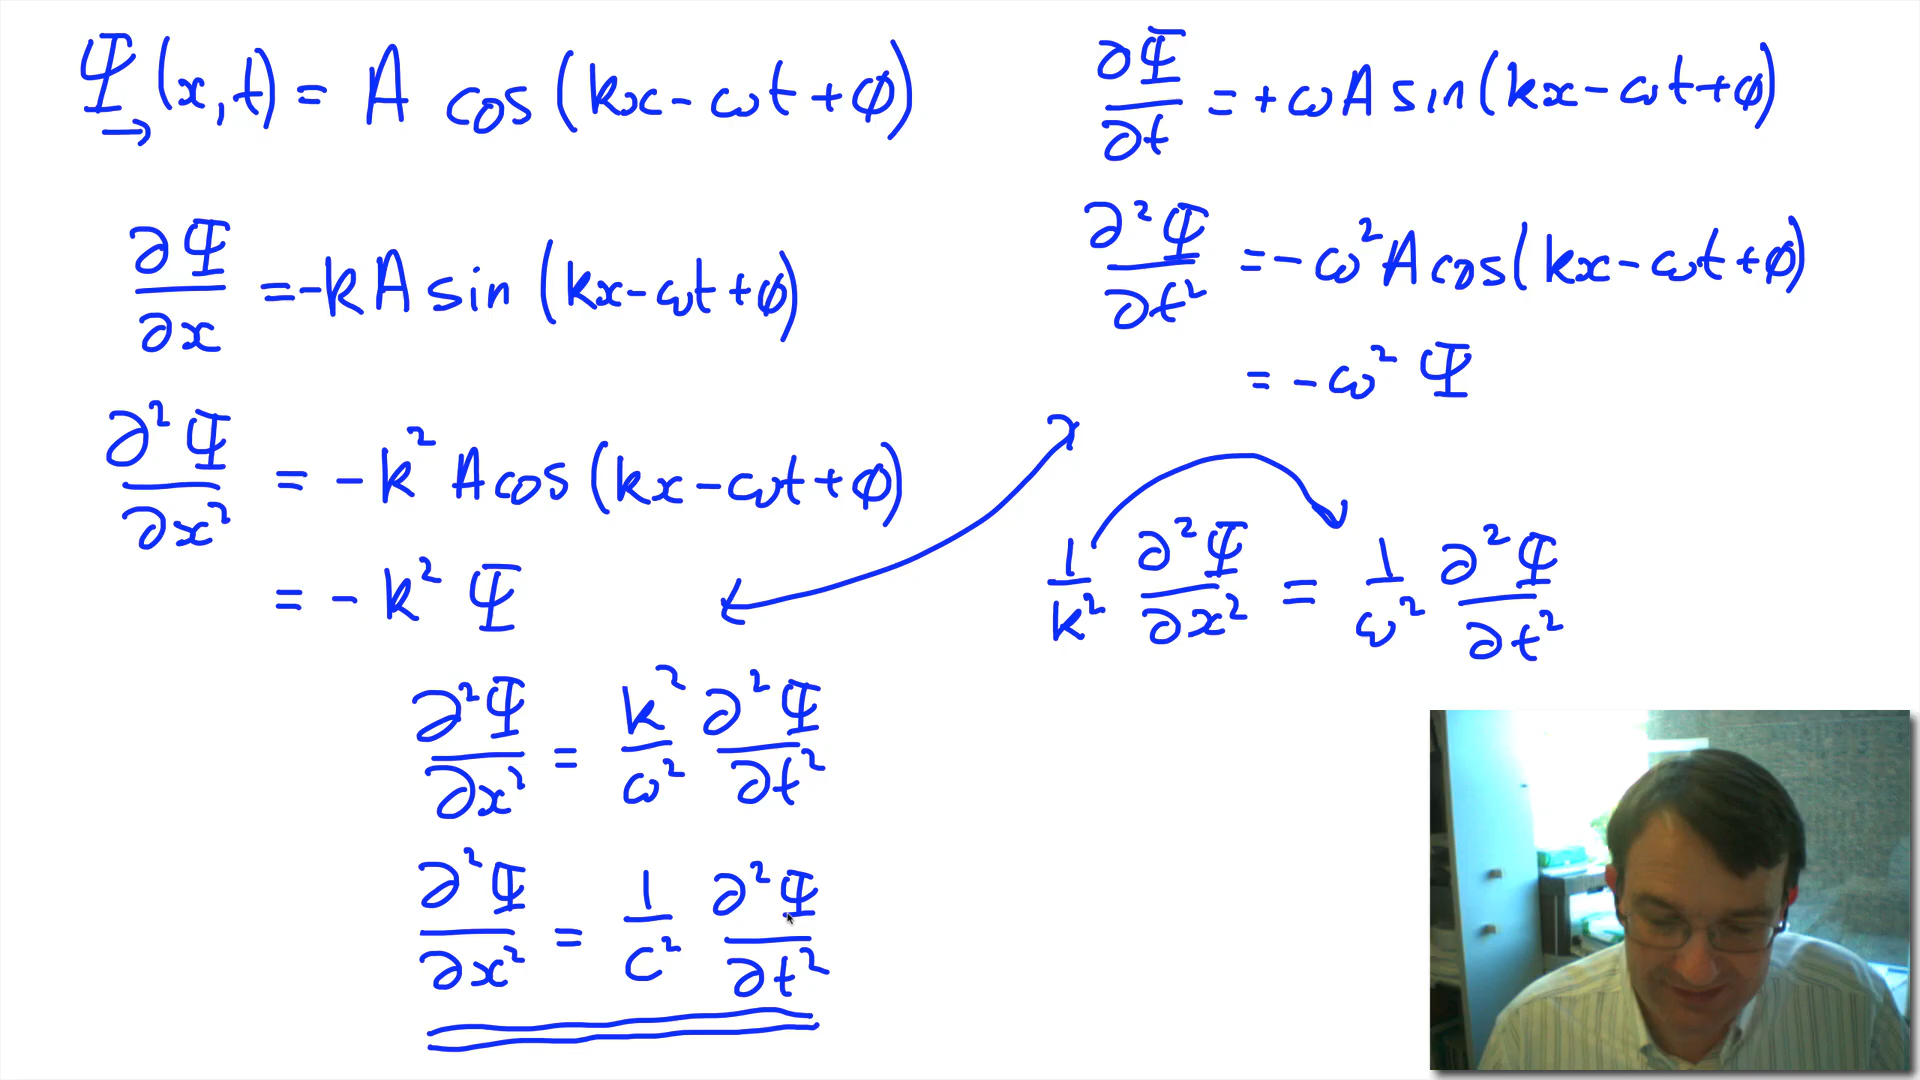 Ψ(x,t) = A cos(kx-ωt+φ)
→
∂Ψ/∂x = -kA sin(kx-ωt+φ)
∂²Ψ/∂x² = -k² A cos(kx-ωt+φ)
= -k² Ψ
∂²Ψ/∂x² = k²/ω² ∂²Ψ/∂t²
∂²Ψ/∂x² = 1/c² ∂²Ψ/∂t²
∂Ψ/∂t = +ωA sin(kx-ωt+φ)
∂²Ψ/∂t² = -ω² A cos(kx-ωt+φ)
= -ω² Ψ
1/k² ∂²Ψ/∂x² = 1/ω² ∂²Ψ/∂t²